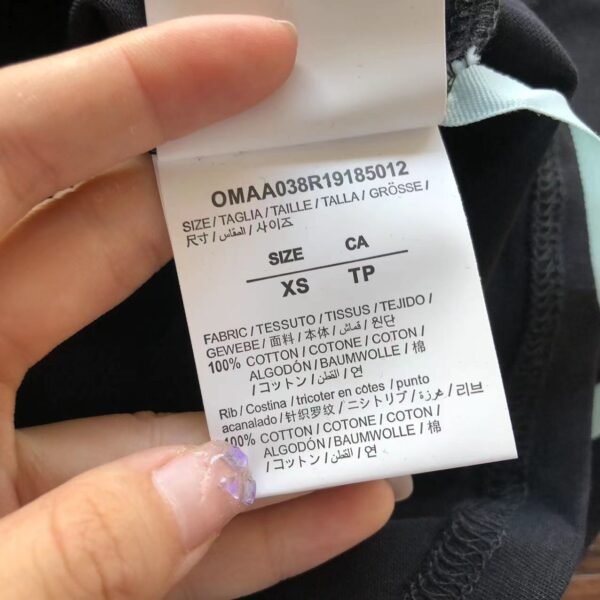 OMAA038R19185012
SIZE / TAGLIA / TAILLE / TALLA / GRÖSSE /
尺寸 / المقاس / 사이즈
SIZE CA
XS TP
FABRIC / TESSUTO / TISSUS / TEJIDO /
GEWEBE / 面料 / 本体 / قماش / 원단
100% COTTON / COTONE / COTON /
ALGODÓN / BAUMWOLLE / 棉
/ コットン / القطن / 면
Rib / Costina / tricoter en côtes / punto
acanalado / 针织罗纹 / ニットリブ / غرزة / 리브
100% COTTON / COTONE / COTON /
ALGODÓN / BAUMWOLLE / 棉
/ コットン / القطن / 면